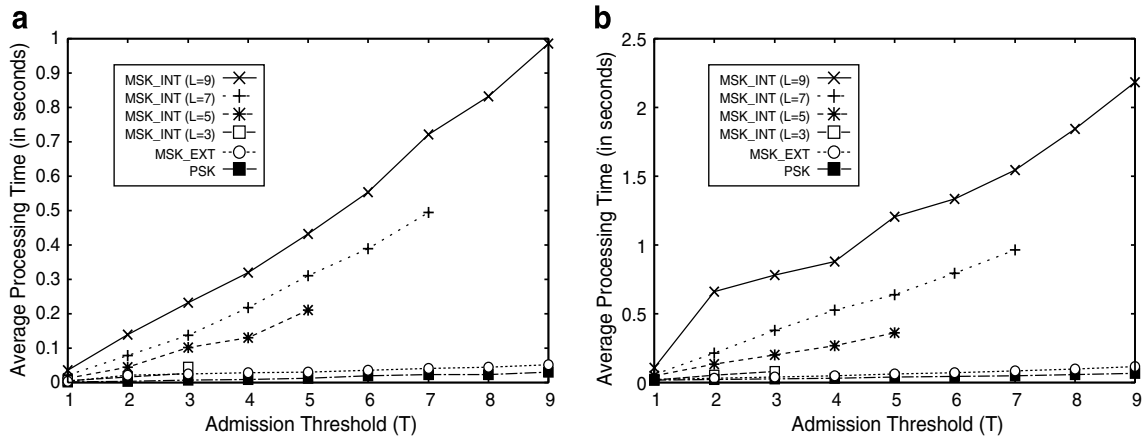 a
Average Processing Time (in seconds)
1
0.9
0.8
0.7
0.6
0.5
0.4
0.3
0.2
0.1
0
MSK_INT (L=9)
MSK_INT (L=7)
MSK_INT (L=5)
MSK_INT (L=3)
MSK_EXT
PSK
1 2 3 4 5 6 7 8 9
Admission Threshold (T)
b
Average Processing Time (in seconds)
2.5
2
1.5
1
0.5
0
MSK_INT (L=9)
MSK_INT (L=7)
MSK_INT (L=5)
MSK_INT (L=3)
MSK_EXT
PSK
1 2 3 4 5 6 7 8 9
Admission Threshold (T)